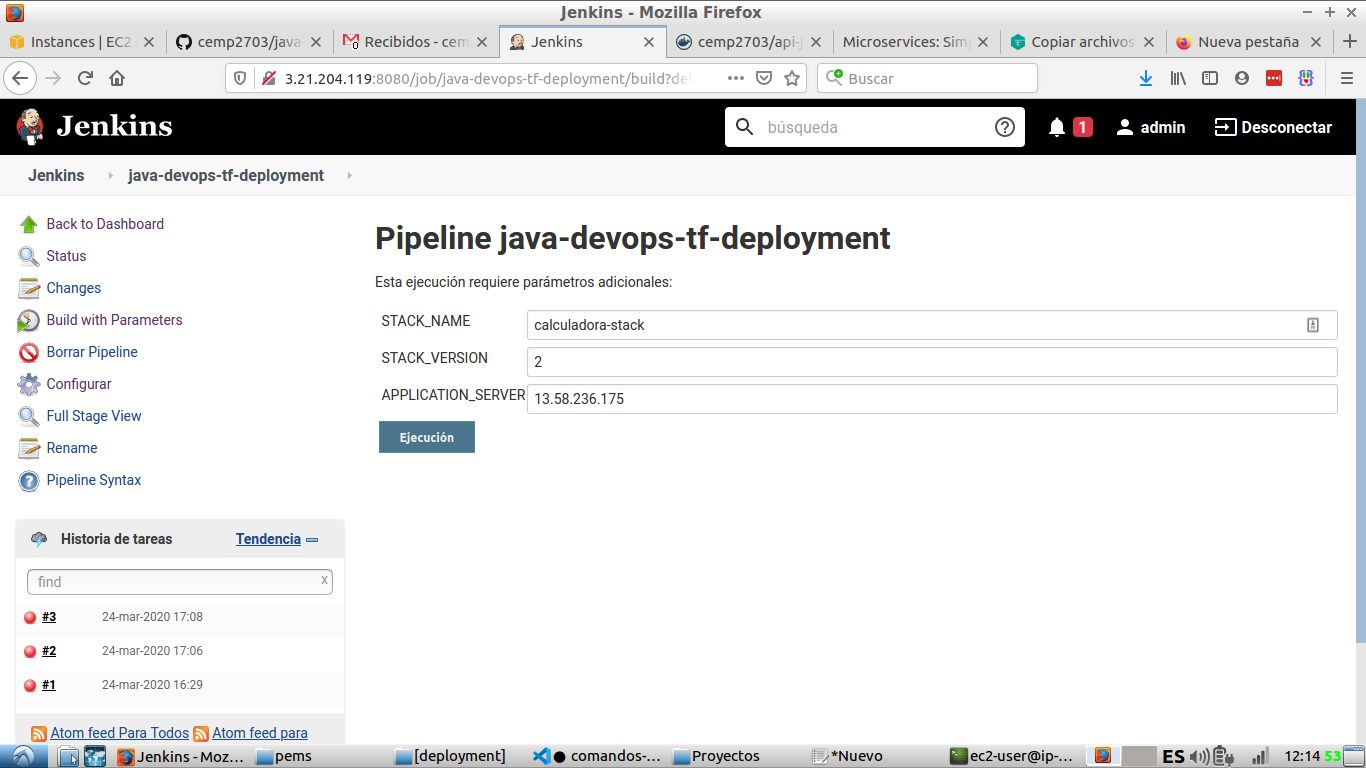 Jenkins - Mozilla Firefox
Instances | EC2
cemp2703/java-
Recibidos - cem
Jenkins
cemp2703/api-j
Microservices: Sim
Copiar archivos
Nueva pestaña
3.21.204.119:8080/job/java-devops-tf-deployment/build?del
Buscar
Jenkins
búsqueda
1
admin
Desconectar
Jenkins
java-devops-tf-deployment
Back to Dashboard
Status
Changes
Build with Parameters
Borrar Pipeline
Configurar
Full Stage View
Rename
Pipeline Syntax
Pipeline java-devops-tf-deployment
Esta ejecución requiere parámetros adicionales:
STACK_NAME
calculadora-stack
STACK_VERSION
2
APPLICATION_SERVER
13.58.236.175
Ejecución
Historia de tareas
Tendencia
find
x
#3 24-mar-2020 17:08
#2 24-mar-2020 17:06
#1 24-mar-2020 16:29
Atom feed Para Todos
Atom feed para
Jenkins - Moz...
pems
[deployment]
● comandos-...
Proyectos
*Nuevo
ec2-user@ip-...
ES
12:14
53